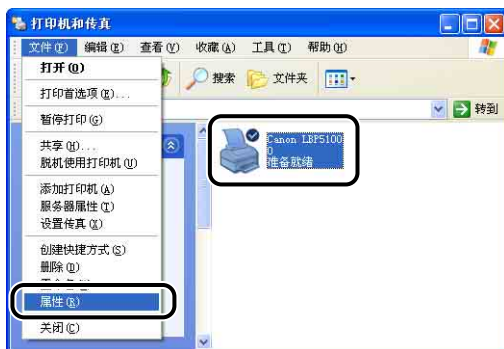 打印机和传真
文件(F) 编辑(E) 查看(V) 收藏(A) 工具(T) 帮助(H)
打开(O)
打印首选项(E)...
搜索 文件夹
暂停打印(G)
转到
共享(H)...
脱机使用打印机(U)
添加打印机(A)
服务器属性(T)
设置传真(X)
创建快捷方式(S)
删除(D)
属性(R)
关闭(C)
Canon LBP5100
0
准备就绪